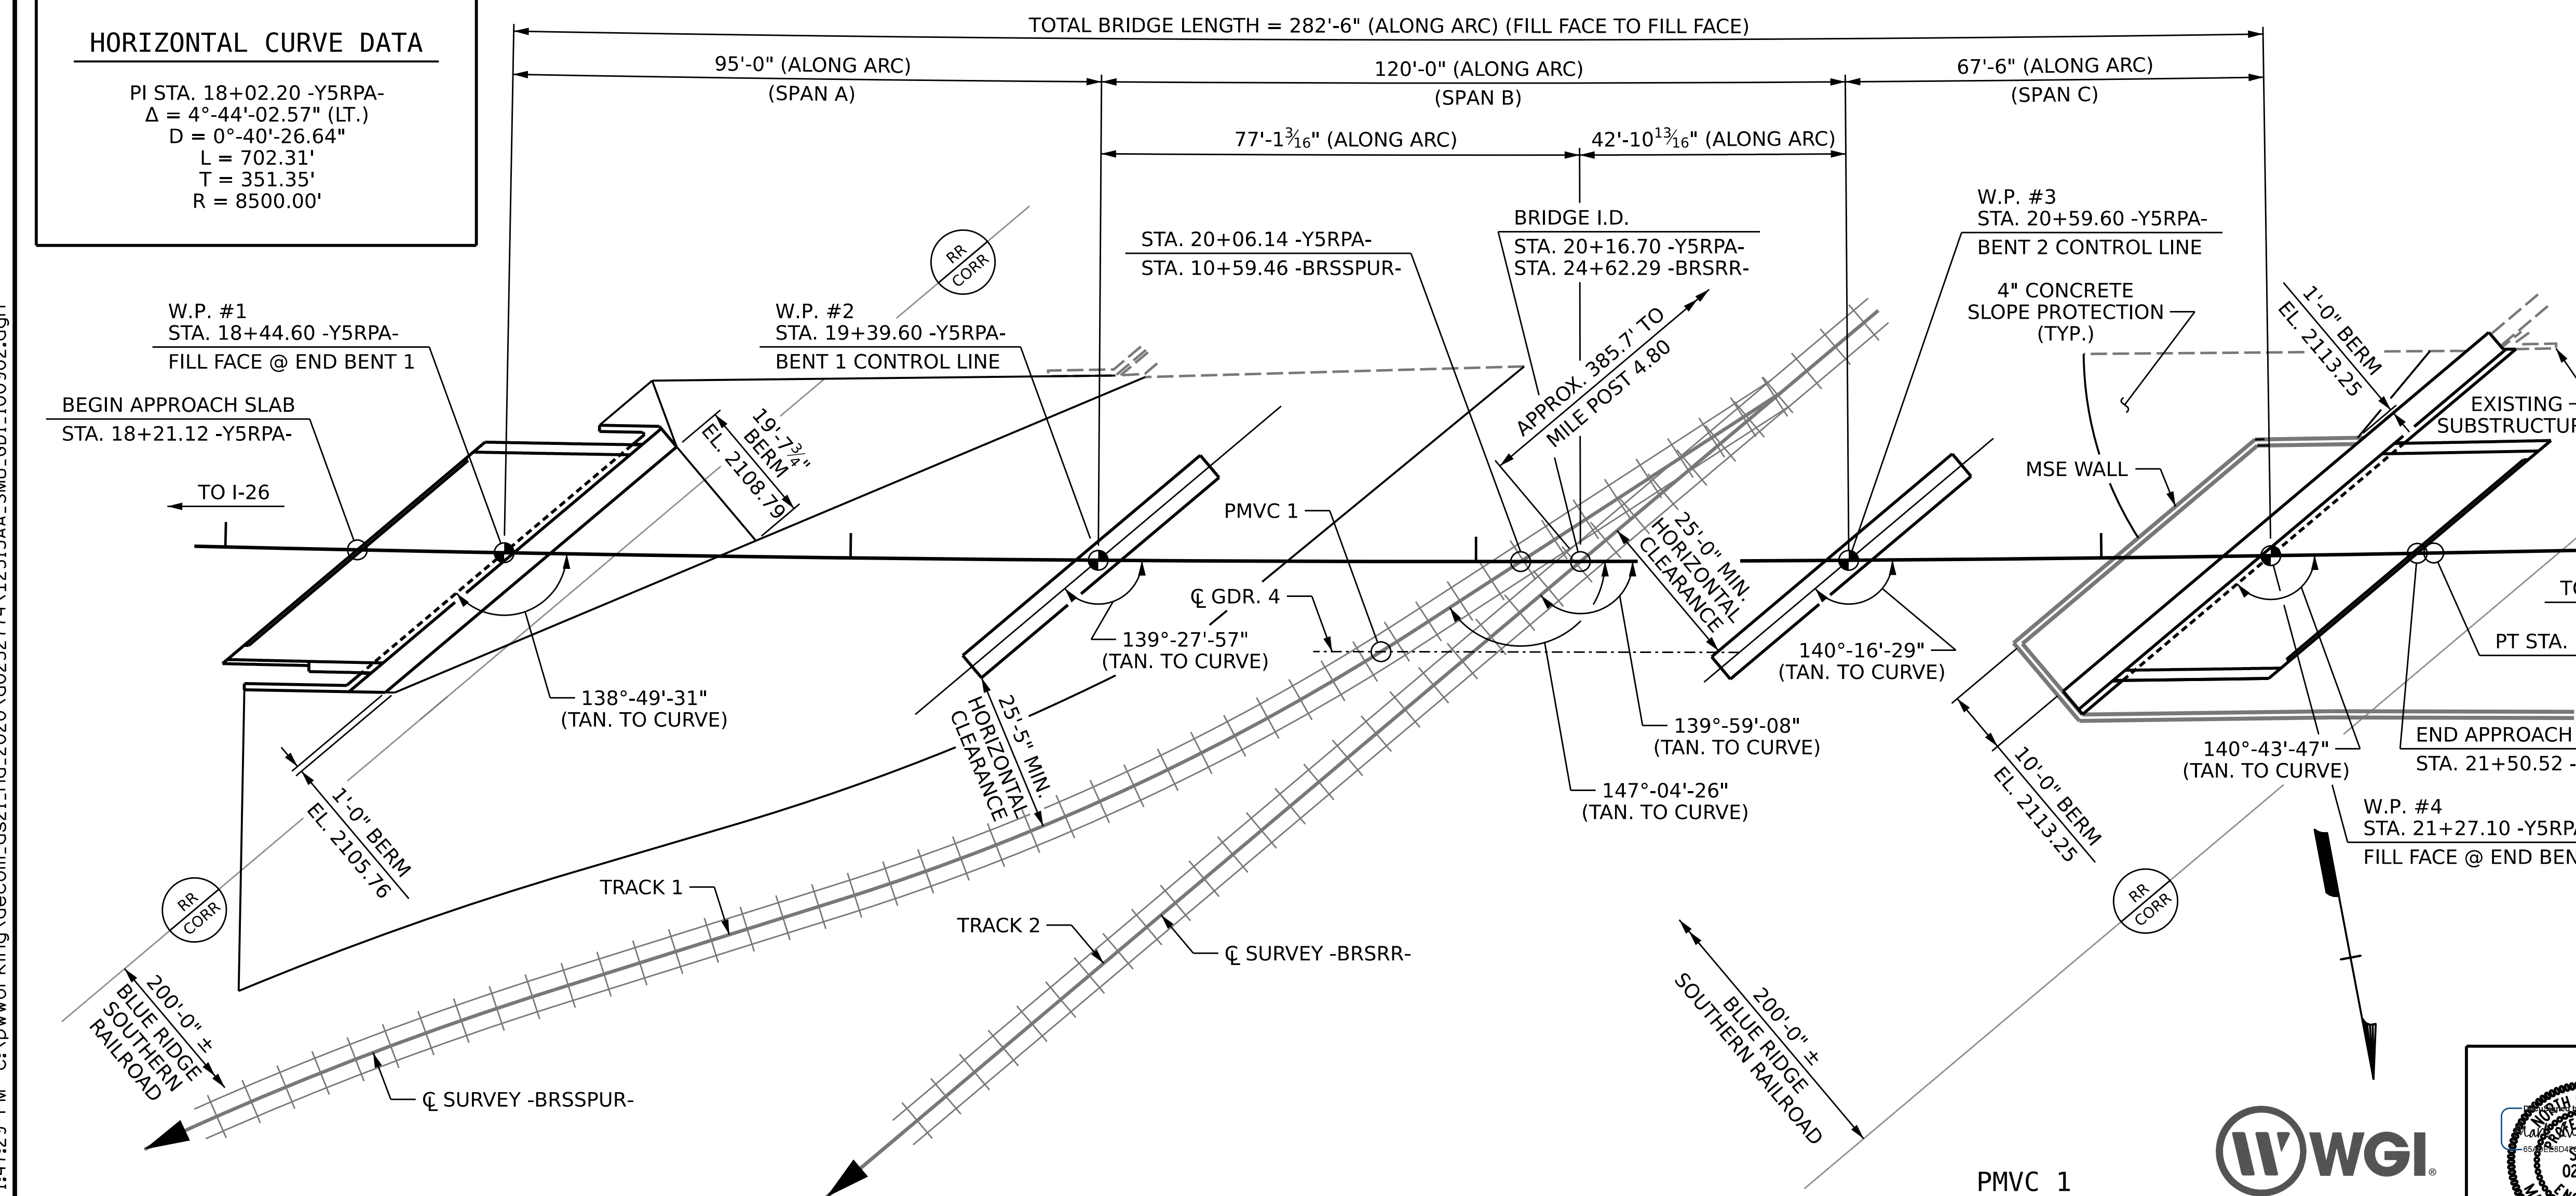 HORIZONTAL CURVE DATA
PI STA. 18+02.20 -Y5RPA-
Δ = 4°-44'-02.57" (LT.)
D = 0°-40'-26.64"
L = 702.31'
T = 351.35'
R = 8500.00'
TOTAL BRIDGE LENGTH = 282'-6" (ALONG ARC) (FILL FACE TO FILL FACE)
95'-0" (ALONG ARC)
(SPAN A)
120'-0" (ALONG ARC)
(SPAN B)
67'-6" (ALONG ARC)
(SPAN C)
77'-1 3/16" (ALONG ARC)
42'-10 13/16" (ALONG ARC)
W.P. #1
STA. 18+44.60 -Y5RPA-
FILL FACE @ END BENT 1
BEGIN APPROACH SLAB
STA. 18+21.12 -Y5RPA-
TO I-26
RR
CORR
W.P. #2
STA. 19+39.60 -Y5RPA-
BENT 1 CONTROL LINE
STA. 20+06.14 -Y5RPA-
STA. 10+59.46 -BRSSPUR-
BRIDGE I.D.
STA. 20+16.70 -Y5RPA-
STA. 24+62.29 -BRSRR-
W.P. #3
STA. 20+59.60 -Y5RPA-
BENT 2 CONTROL LINE
4" CONCRETE
SLOPE PROTECTION
(TYP.)
1'-0" BERM
EL. 2113.25
EXISTING
SUBSTRUCTUR
MSE WALL
APPROX. 385.7' TO
MILE POST 4.80
19'-7 3/4"
BERM
EL. 2108.79
PMVC 1
℄ GDR. 4
25'-0" MIN.
HORIZONTAL
CLEARANCE
138°-49'-31"
(TAN. TO CURVE)
139°-27'-57"
(TAN. TO CURVE)
140°-16'-29"
(TAN. TO CURVE)
139°-59'-08"
(TAN. TO CURVE)
147°-04'-26"
(TAN. TO CURVE)
140°-43'-47"
(TAN. TO CURVE)
25'-5" MIN.
HORIZONTAL
CLEARANCE
PT STA.
END APPROACH
STA. 21+50.52 -
W.P. #4
STA. 21+27.10 -Y5RPA
FILL FACE @ END BEN
10'-0" BERM
EL. 2113.25
1'-0" BERM
EL. 2105.76
RR
CORR
TRACK 1
TRACK 2
℄ SURVEY -BRSRR-
℄ SURVEY -BRSSPUR-
200'-0" ±
BLUE RIDGE
SOUTHERN
RAILROAD
200'-0" ±
BLUE RIDGE
SOUTHERN RAILROAD
RR
CORR
PMVC 1
WGI®
NORTH